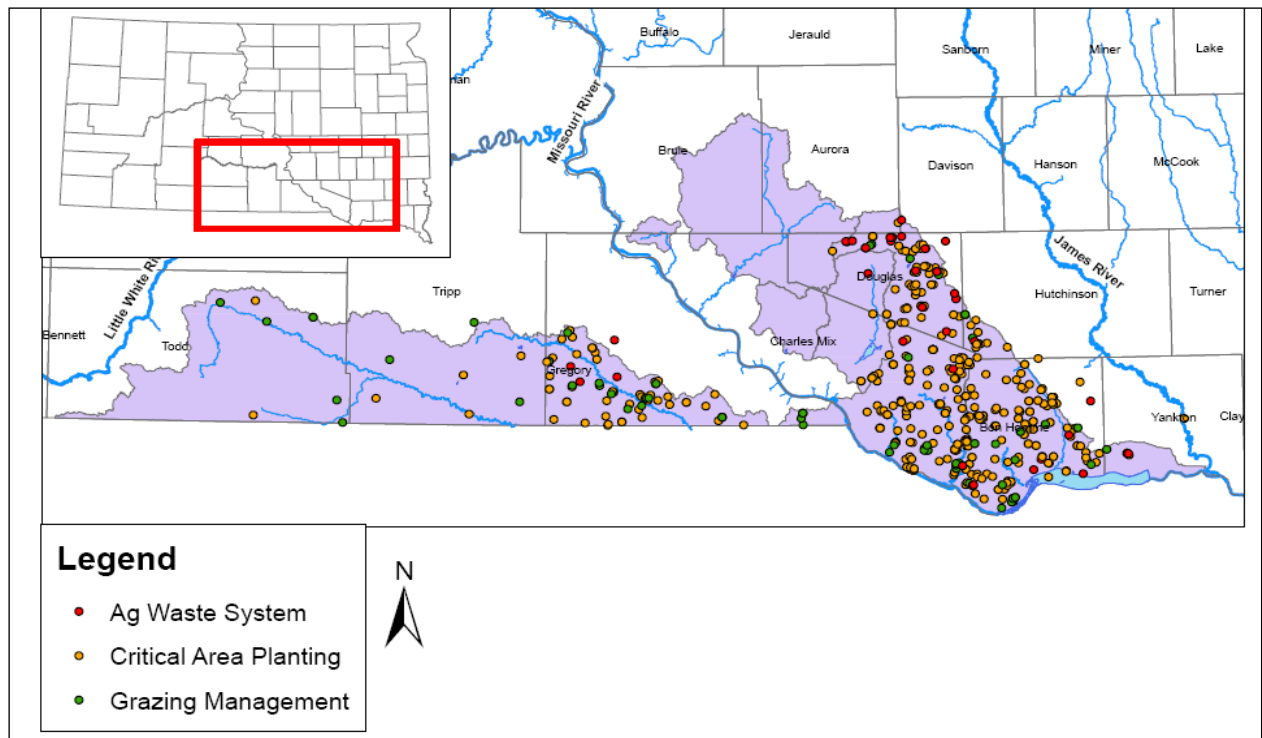 Buffalo
Jerauld
Sanborn
Miner
Lake
nan
Missouri River
Brule
Aurora
Davison
Hanson
McCook
James River
Little White Ri
Tripp
Douglas
Hutchinson
Turner
Bennett
Todd
Charles Mix
Gregory
Bon Homme
Yankton
Clay
Legend
N
Ag Waste System
Critical Area Planting
Grazing Management